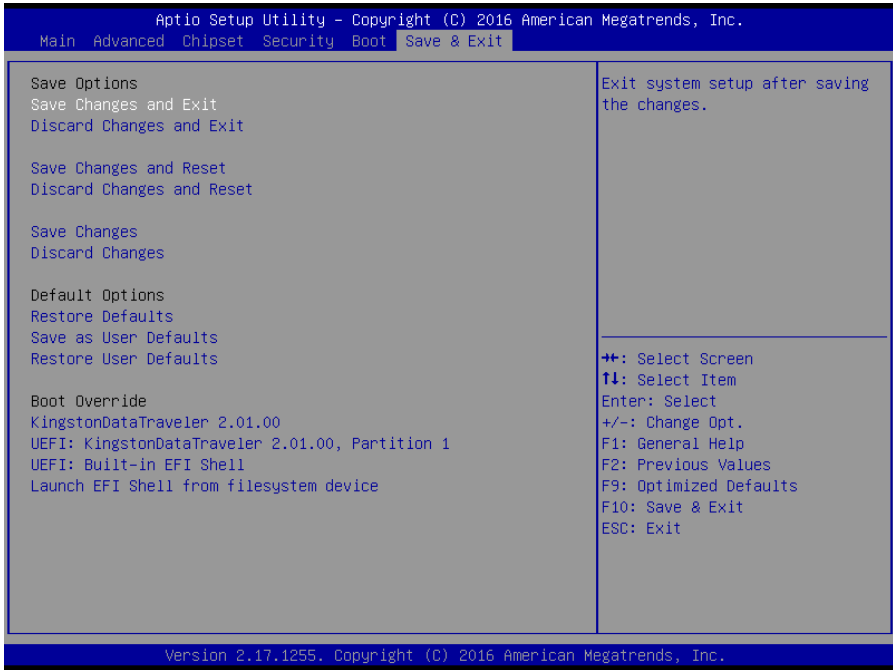 Aptio Setup Utility – Copyright (C) 2016 American Megatrends, Inc.
Main Advanced Chipset Security Boot Save & Exit
Save Options
Save Changes and Exit
Discard Changes and Exit
Save Changes and Reset
Discard Changes and Reset
Save Changes
Discard Changes
Default Options
Restore Defaults
Save as User Defaults
Restore User Defaults
Boot Override
KingstonDataTraveler 2.01.00
UEFI: KingstonDataTraveler 2.01.00, Partition 1
UEFI: Built-in EFI Shell
Launch EFI Shell from filesystem device
Exit system setup after saving
the changes.
→←: Select Screen
↑↓: Select Item
Enter: Select
+/-: Change Opt.
F1: General Help
F2: Previous Values
F9: Optimized Defaults
F10: Save & Exit
ESC: Exit
Version 2.17.1255. Copyright (C) 2016 American Megatrends, Inc.